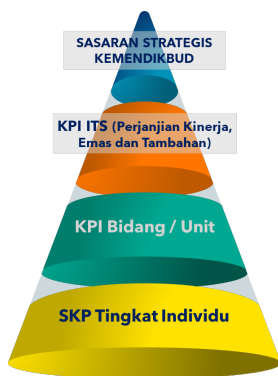 SASARAN STRATEGIS
KEMENDIKBUD
KPI ITS (Perjanjian Kinerja,
Emas dan Tambahan)
KPI Bidang / Unit
SKP Tingkat Individu